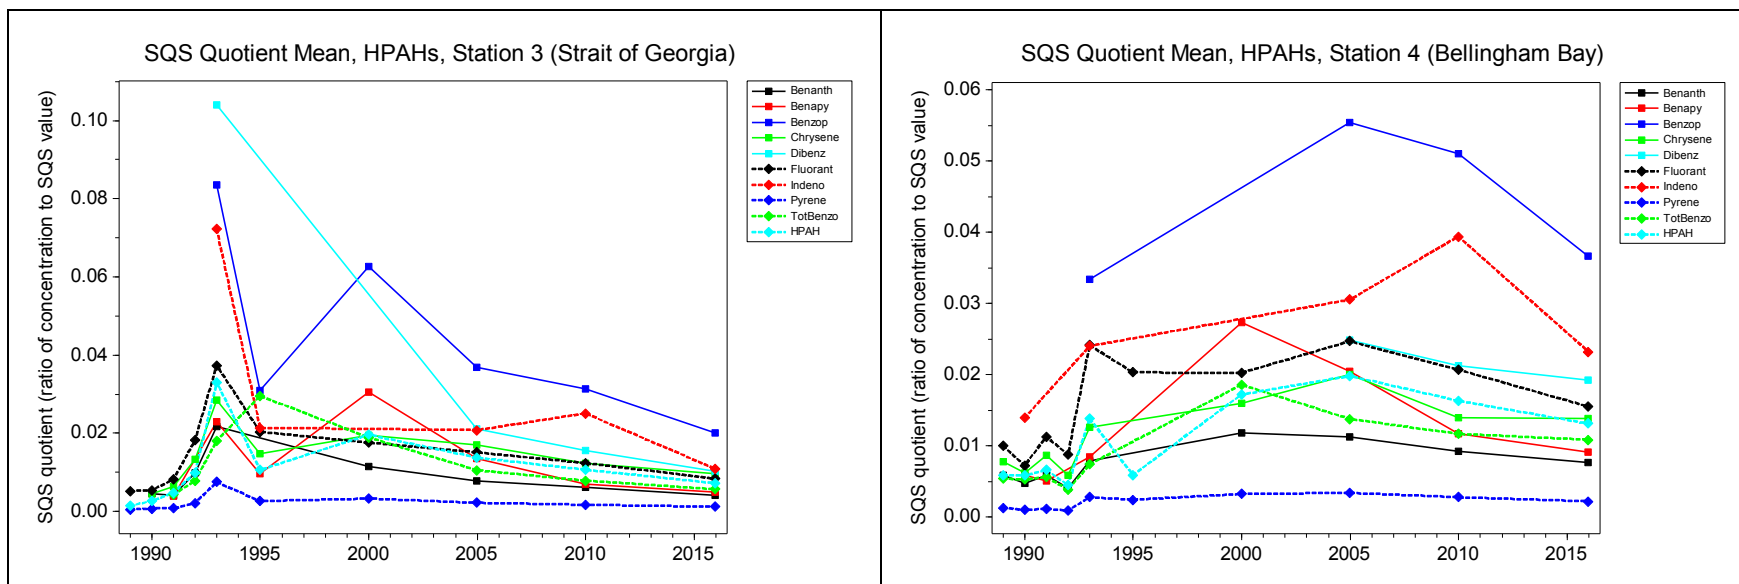 SQS Quotient Mean, HPAHs, Station 3 (Strait of Georgia)
SQS quotient (ratio of concentration to SQS value)
0.10
0.08
0.06
0.04
0.02
0.00
1990 1995 2000 2005 2010 2015
Benanth
Benapy
Benzop
Chrysene
Dibenz
Fluorant
Indeno
Pyrene
TotBenzo
HPAH
SQS Quotient Mean, HPAHs, Station 4 (Bellingham Bay)
SQS quotient (ratio of concentration to SQS value)
0.06
0.05
0.04
0.03
0.02
0.01
0.00
1990 1995 2000 2005 2010 2015
Benanth
Benapy
Benzop
Chrysene
Dibenz
Fluorant
Indeno
Pyrene
TotBenzo
HPAH